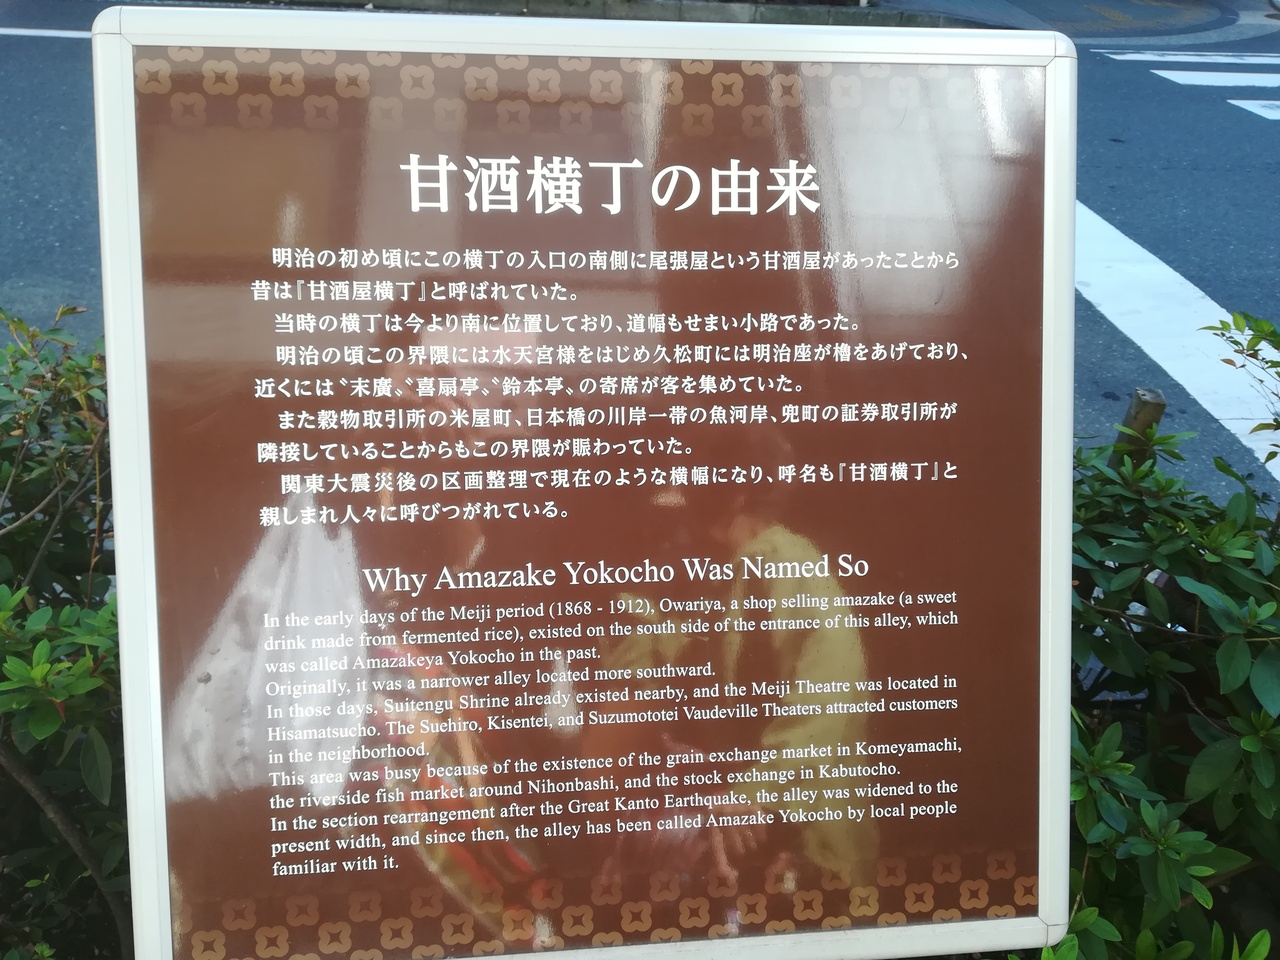 甘酒横丁の由来
明治の初め頃にこの横丁の入口の南側に尾張屋という甘酒屋があったことから
昔は『甘酒屋横丁』と呼ばれていた。
当時の横丁は今より南に位置しており、道幅もせまい小路であった。
明治の頃この界隈には水天宮様をはじめ久松町には明治座が櫓をあげており、
近くには〝末廣〟〝喜扇亭〟〝鈴本亭〟の寄席が客を集めていた。
また穀物取引所の米屋町、日本橋の川岸一帯の魚河岸、兜町の証券取引所が
隣接していることからもこの界隈が賑わっていた。
関東大震災後の区画整理で現在のような横幅になり、呼名も『甘酒横丁』と
親しまれ人々に呼びつがれている。
Why Amazake Yokocho Was Named So
In the early days of the Meiji period (1868 - 1912), Owariya, a shop selling amazake (a sweet
drink made from fermented rice), existed on the south side of the entrance of this alley, which
was called Amazakeya Yokocho in the past.
Originally, it was a narrower alley located more southward.
In those days, Suitengu Shrine already existed nearby, and the Meiji Theatre was located in
Hisamatsucho. The Suehiro, Kisentei, and Suzumototei Vaudeville Theaters attracted customers
in the neighborhood.
This area was busy because of the existence of the grain exchange market in Komeyamachi,
the riverside fish market around Nihonbashi, and the stock exchange in Kabutocho.
In the section rearrangement after the Great Kanto Earthquake, the alley was widened to the
present width, and since then, the alley has been called Amazake Yokocho by local people
familiar with it.